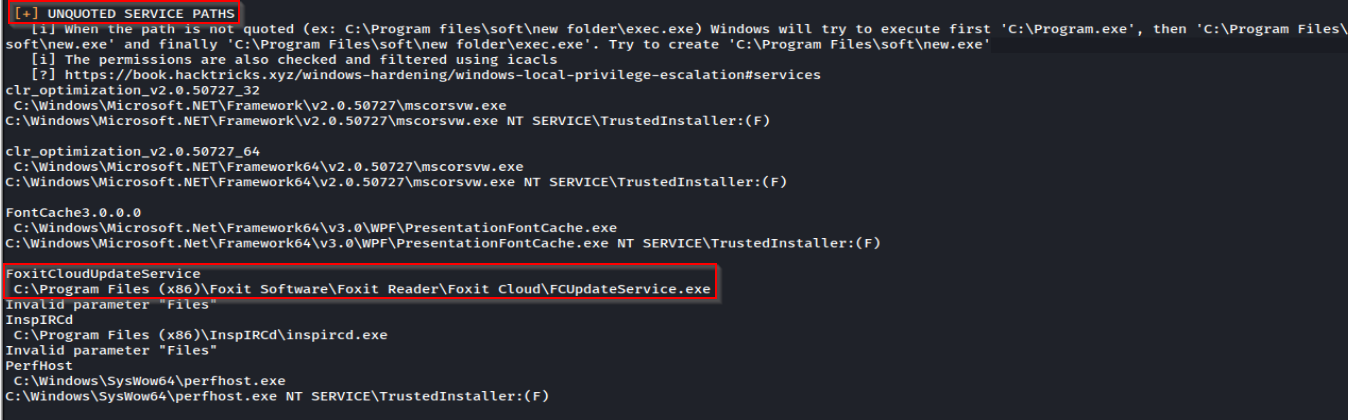 [+] UNQUOTED SERVICE PATHS
[i] When the path is not quoted (ex: C:\Program files\soft\new folder\exec.exe) Windows will try to execute first 'C:\Program.exe', then 'C:\Program Files\
soft\new.exe' and finally 'C:\Program Files\soft\new folder\exec.exe'. Try to create 'C:\Program Files\soft\new.exe'
[i] The permissions are also checked and filtered using icacls
[?] https://book.hacktricks.xyz/windows-hardening/windows-local-privilege-escalation#services
clr_optimization_v2.0.50727_32
C:\Windows\Microsoft.NET\Framework\v2.0.50727\mscorsvw.exe
C:\Windows\Microsoft.NET\Framework\v2.0.50727\mscorsvw.exe NT SERVICE\TrustedInstaller:(F)
clr_optimization_v2.0.50727_64
C:\Windows\Microsoft.NET\Framework64\v2.0.50727\mscorsvw.exe
C:\Windows\Microsoft.NET\Framework64\v2.0.50727\mscorsvw.exe NT SERVICE\TrustedInstaller:(F)
FontCache3.0.0.0
C:\Windows\Microsoft.Net\Framework64\v3.0\WPF\PresentationFontCache.exe
C:\Windows\Microsoft.Net\Framework64\v3.0\WPF\PresentationFontCache.exe NT SERVICE\TrustedInstaller:(F)
FoxitCloudUpdateService
C:\Program Files (x86)\Foxit Software\Foxit Reader\Foxit Cloud\FCUpdateService.exe
Invalid parameter "Files"
InspIRCd
C:\Program Files (x86)\InspIRCd\inspircd.exe
Invalid parameter "Files"
PerfHost
C:\Windows\SysWow64\perfhost.exe
C:\Windows\SysWow64\perfhost.exe NT SERVICE\TrustedInstaller:(F)